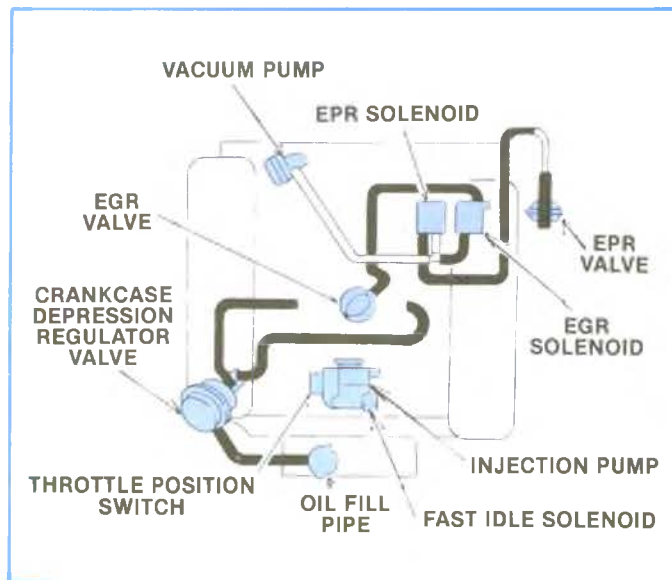 VACUUM PUMP
EPR SOLENOID
EGR
VALVE
EPR
VALVE
CRANKCASE
DEPRESSION
REGULATOR
VALVE
EGR
SOLENOID
INJECTION PUMP
THROTTLE POSITION
SWITCH
OIL FILL
PIPE
FAST IDLE SOLENOID